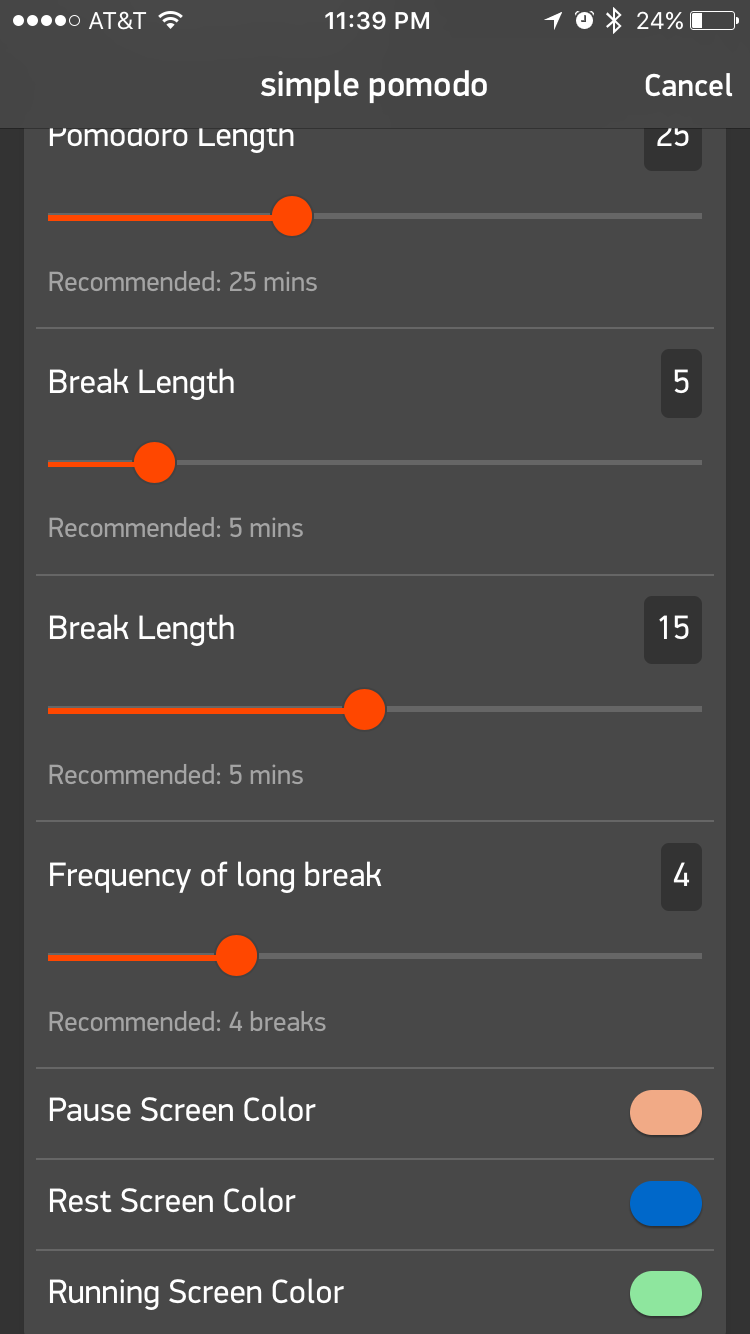 AT&T 11:39 PM 24%
simple pomodo Cancel
Pomodoro Length 25
Recommended: 25 mins
Break Length 5
Recommended: 5 mins
Break Length 15
Recommended: 5 mins
Frequency of long break 4
Recommended: 4 breaks
Pause Screen Color
Rest Screen Color
Running Screen Color